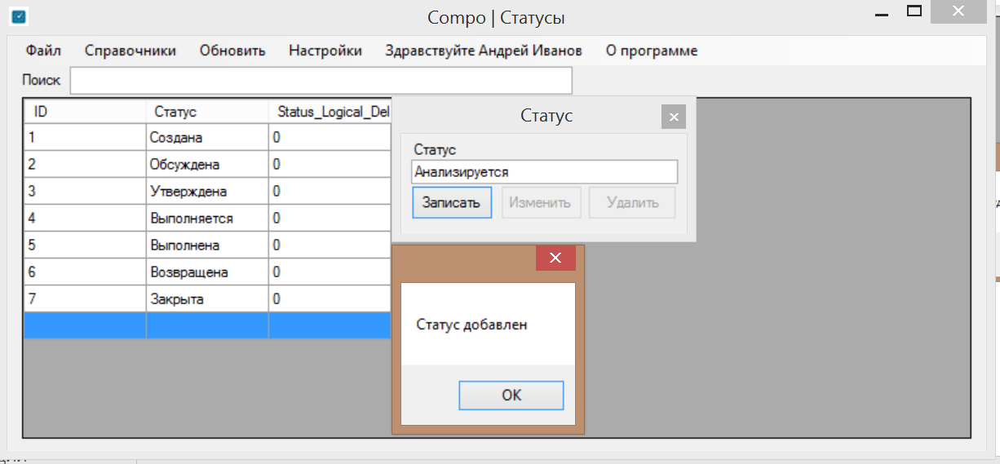 Compo | Статусы
Файл Справочники Обновить Настройки Здравствуйте Андрей Иванов О программе
Поиск
ID Статус Status_Logical_Del
1 Создана 0
2 Обсуждена 0
3 Утверждена 0
4 Выполняется 0
5 Выполнена 0
6 Возвращена 0
7 Закрыта 0
Статус
Статус
Анализируется
Записать Изменить Удалить
Статус добавлен
OK